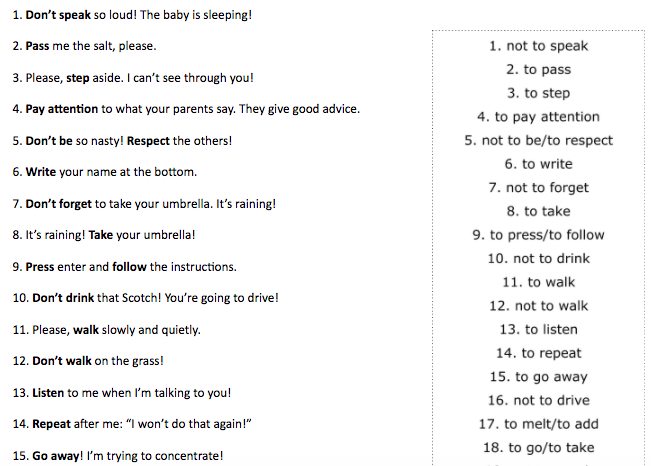 1. Don’t speak so loud! The baby is sleeping!
2. Pass me the salt, please.
3. Please, step aside. I can’t see through you!
4. Pay attention to what your parents say. They give good advice.
5. Don’t be so nasty! Respect the others!
6. Write your name at the bottom.
7. Don’t forget to take your umbrella. It’s raining!
8. It’s raining! Take your umbrella!
9. Press enter and follow the instructions.
10. Don’t drink that Scotch! You’re going to drive!
11. Please, walk slowly and quietly.
12. Don’t walk on the grass!
13. Listen to me when I’m talking to you!
14. Repeat after me: “I won’t do that again!”
15. Go away! I’m trying to concentrate!
1. not to speak
2. to pass
3. to step
4. to pay attention
5. not to be/to respect
6. to write
7. not to forget
8. to take
9. to press/to follow
10. not to drink
11. to walk
12. not to walk
13. to listen
14. to repeat
15. to go away
16. not to drive
17. to melt/to add
18. to go/to take